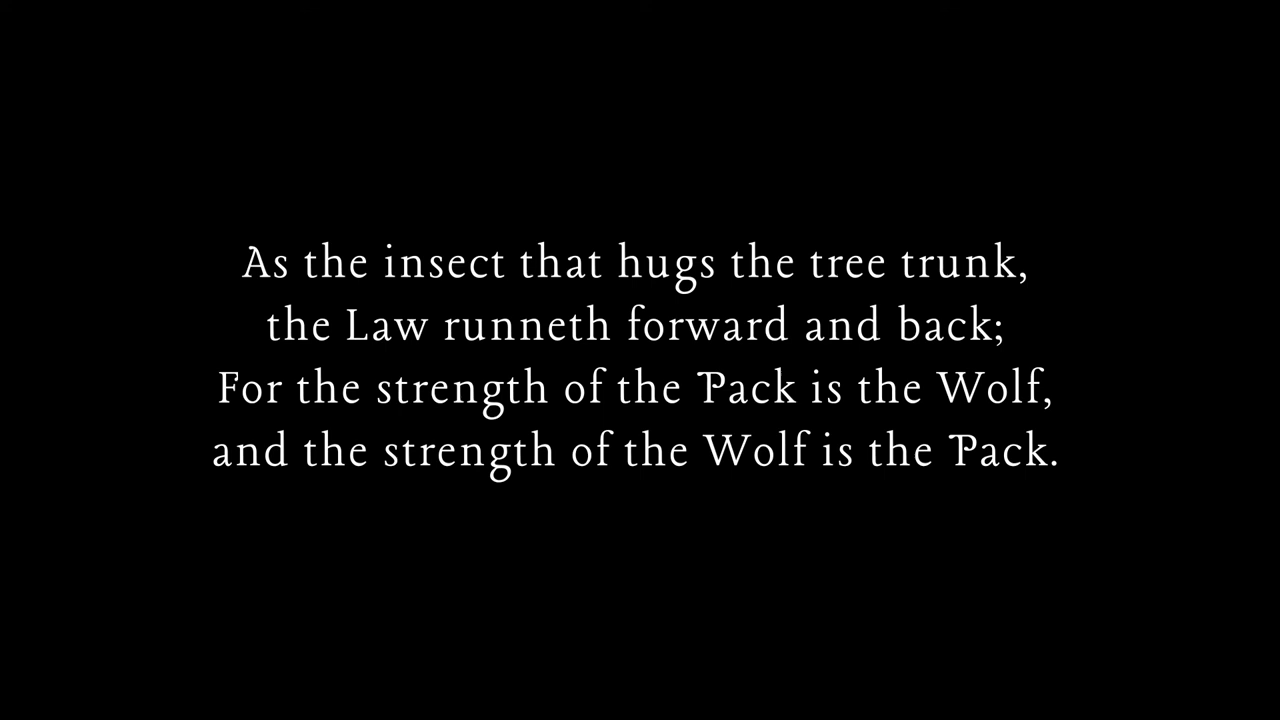 As the insect that hugs the tree trunk,
the Law runneth forward and back;
For the strength of the Pack is the Wolf,
and the strength of the Wolf is the Pack.